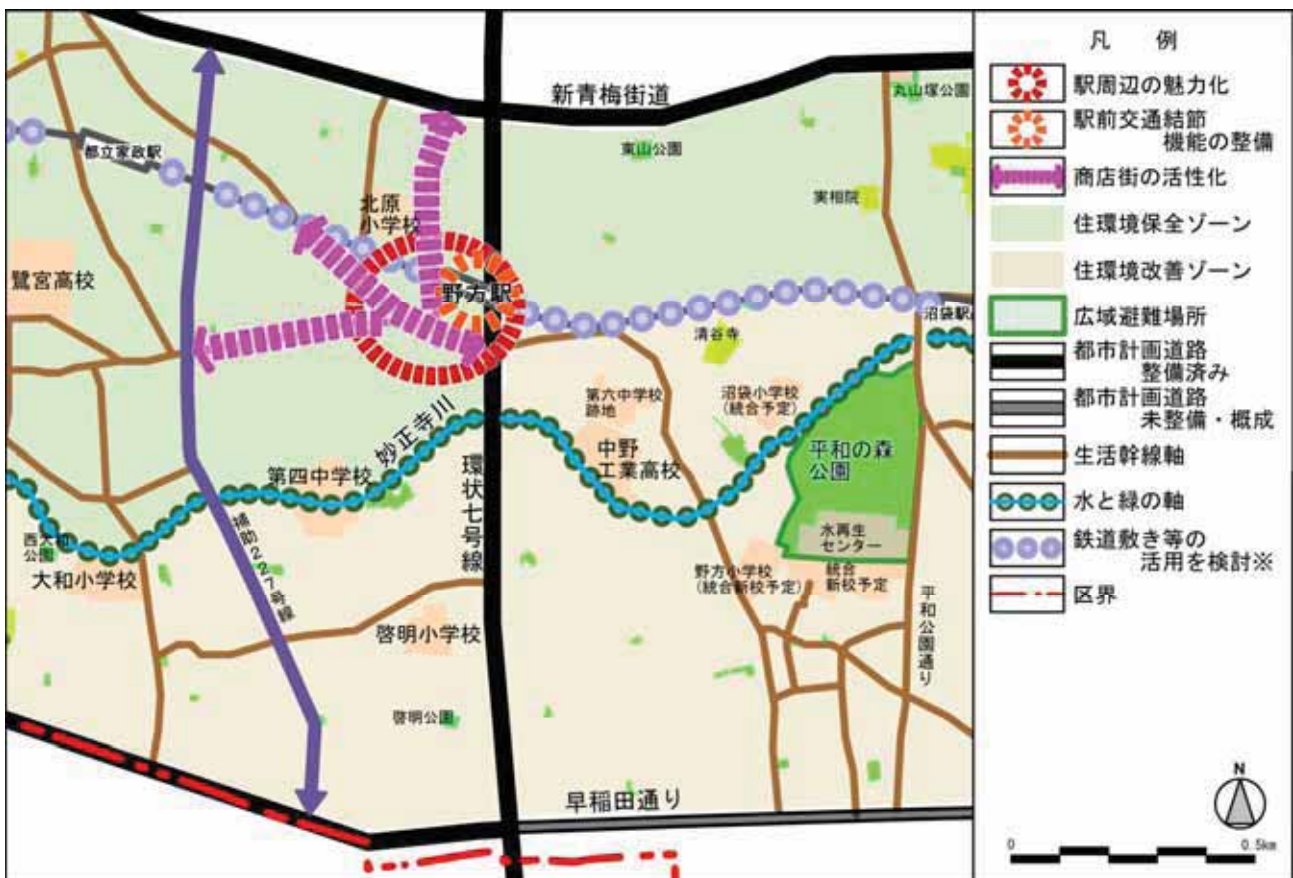 新青梅街道
丸山塚公園
都立家政駅
東山公園
実相院
北原
小学校
鷺宮高校
野方駅
沼袋駅
清谷寺
第六中学校
跡地
沼袋小学校
(統合予定)
妙正寺川
中野
工業高校
平和の森
公園
第四中学校
環状七号線
水再生
センター
西大和
公園
大和小学校
補助227号線
野方小学校
(統合新校予定)
統合
新校予定
啓明小学校
平和公園通り
啓明公園
早稲田通り
凡 例
駅周辺の魅力化
駅前交通結節
機能の整備
商店街の活性化
住環境保全ゾーン
住環境改善ゾーン
広域避難場所
都市計画道路
整備済み
都市計画道路
未整備・概成
生活幹線軸
水と緑の軸
鉄道敷き等の
活用を検討※
区界
N
0 0.5km